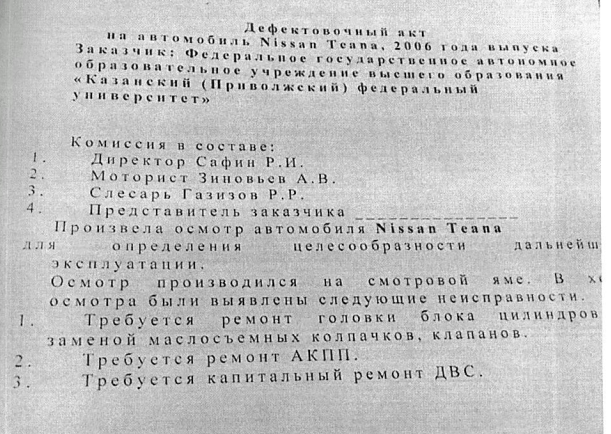 Дефектовочный акт
на автомобиль Nissan Teana, 2006 года выпуска
Заказчик: Федеральное государственное автономное
образовательное учреждение высшего образования
«Казанский (Приволжский) федеральный
университет»
Комиссия в составе:
1. Директор Сафин Р.И.
2. Моторист Зиновьев А.В.
3. Слесарь Газизов Р.Р.
4. Представитель заказчика _______________
Произвела осмотр автомобиля Nissan Teana
для определения целесообразности дальнейш
эксплуатации.
Осмотр производился на смотровой яме. В хо
осмотра были выявлены следующие неисправности.
1. Требуется ремонт головки блока цилиндров
заменой маслосъемных колпачков, клапанов.
2. Требуется ремонт АКПП.
3. Требуется капитальный ремонт ДВС.